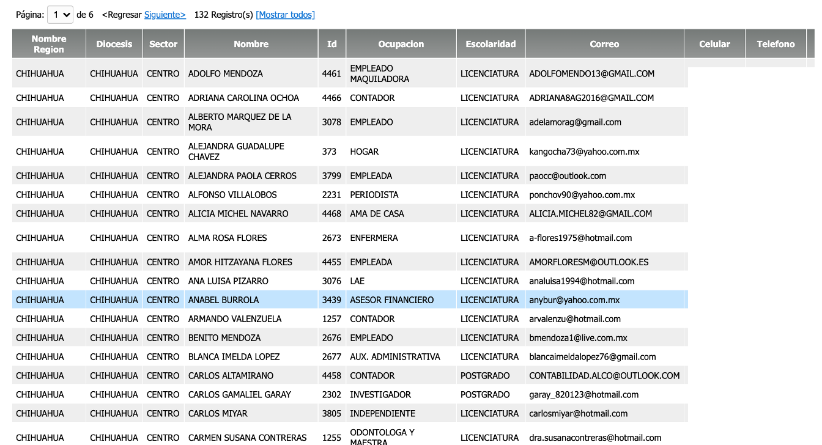 Página: 1 de 6 <Regresar Siguiente> 132 Registro(s) [Mostrar todos]
Nombre Region Diocesis Sector Nombre Id Ocupacion Escolaridad Correo Celular Telefono
CHIHUAHUA CHIHUAHUA CENTRO ADOLFO MENDOZA 4461 EMPLEADO MAQUILADORA LICENCIATURA ADOLFOMENDO13@GMAIL.COM
CHIHUAHUA CHIHUAHUA CENTRO ADRIANA CAROLINA OCHOA 4466 CONTADOR LICENCIATURA ADRIANA8AG2016@GMAIL.COM
CHIHUAHUA CHIHUAHUA CENTRO ALBERTO MARQUEZ DE LA MORA 3078 EMPLEADO LICENCIATURA adelamorag@gmail.com
CHIHUAHUA CHIHUAHUA CENTRO ALEJANDRA GUADALUPE CHAVEZ 373 HOGAR LICENCIATURA kangocha73@yahoo.com.mx
CHIHUAHUA CHIHUAHUA CENTRO ALEJANDRA PAOLA CERROS 3799 EMPLEADA LICENCIATURA paocc@outlook.com
CHIHUAHUA CHIHUAHUA CENTRO ALFONSO VILLALOBOS 2231 PERIODISTA LICENCIATURA ponchov90@yahoo.com.mx
CHIHUAHUA CHIHUAHUA CENTRO ALICIA MICHEL NAVARRO 4468 AMA DE CASA LICENCIATURA ALICIA.MICHEL82@GMAIL.COM
CHIHUAHUA CHIHUAHUA CENTRO ALMA ROSA FLORES 2673 ENFERMERA LICENCIATURA a-flores1975@hotmail.com
CHIHUAHUA CHIHUAHUA CENTRO AMOR HITZAYANA FLORES 4455 EMPLEADA LICENCIATURA AMORFLORESM@OUTLOOK.ES
CHIHUAHUA CHIHUAHUA CENTRO ANA LUISA PIZARRO 3076 LAE LICENCIATURA analuisa1994@hotmail.com
CHIHUAHUA CHIHUAHUA CENTRO ANABEL BURROLA 3439 ASESOR FINANCIERO LICENCIATURA anybur@yahoo.com.mx
CHIHUAHUA CHIHUAHUA CENTRO ARMANDO VALENZUELA 1257 CONTADOR LICENCIATURA arvalenzu@hotmail.com
CHIHUAHUA CHIHUAHUA CENTRO BENITO MENDOZA 2676 EMPLEADO LICENCIATURA bmendoza1@live.com.mx
CHIHUAHUA CHIHUAHUA CENTRO BLANCA IMELDA LOPEZ 2677 AUX. ADMINISTRATIVA LICENCIATURA blancaimeldalopez76@gmail.com
CHIHUAHUA CHIHUAHUA CENTRO CARLOS ALTAMIRANO 4458 CONTADOR POSTGRADO CONTABILIDAD.ALCO@OUTLOOK.COM
CHIHUAHUA CHIHUAHUA CENTRO CARLOS GAMALIEL GARAY 2302 INVESTIGADOR POSTGRADO garay_820123@hotmail.com
CHIHUAHUA CHIHUAHUA CENTRO CARLOS MIYAR 3805 INDEPENDIENTE LICENCIATURA carlosmiyar@hotmail.com
CHIHUAHUA CHIHUAHUA CENTRO CARMEN SUSANA CONTRERAS 1255 ODONTOLOGA Y MAESTRA LICENCIATURA dra.susanacontreras@hotmail.com